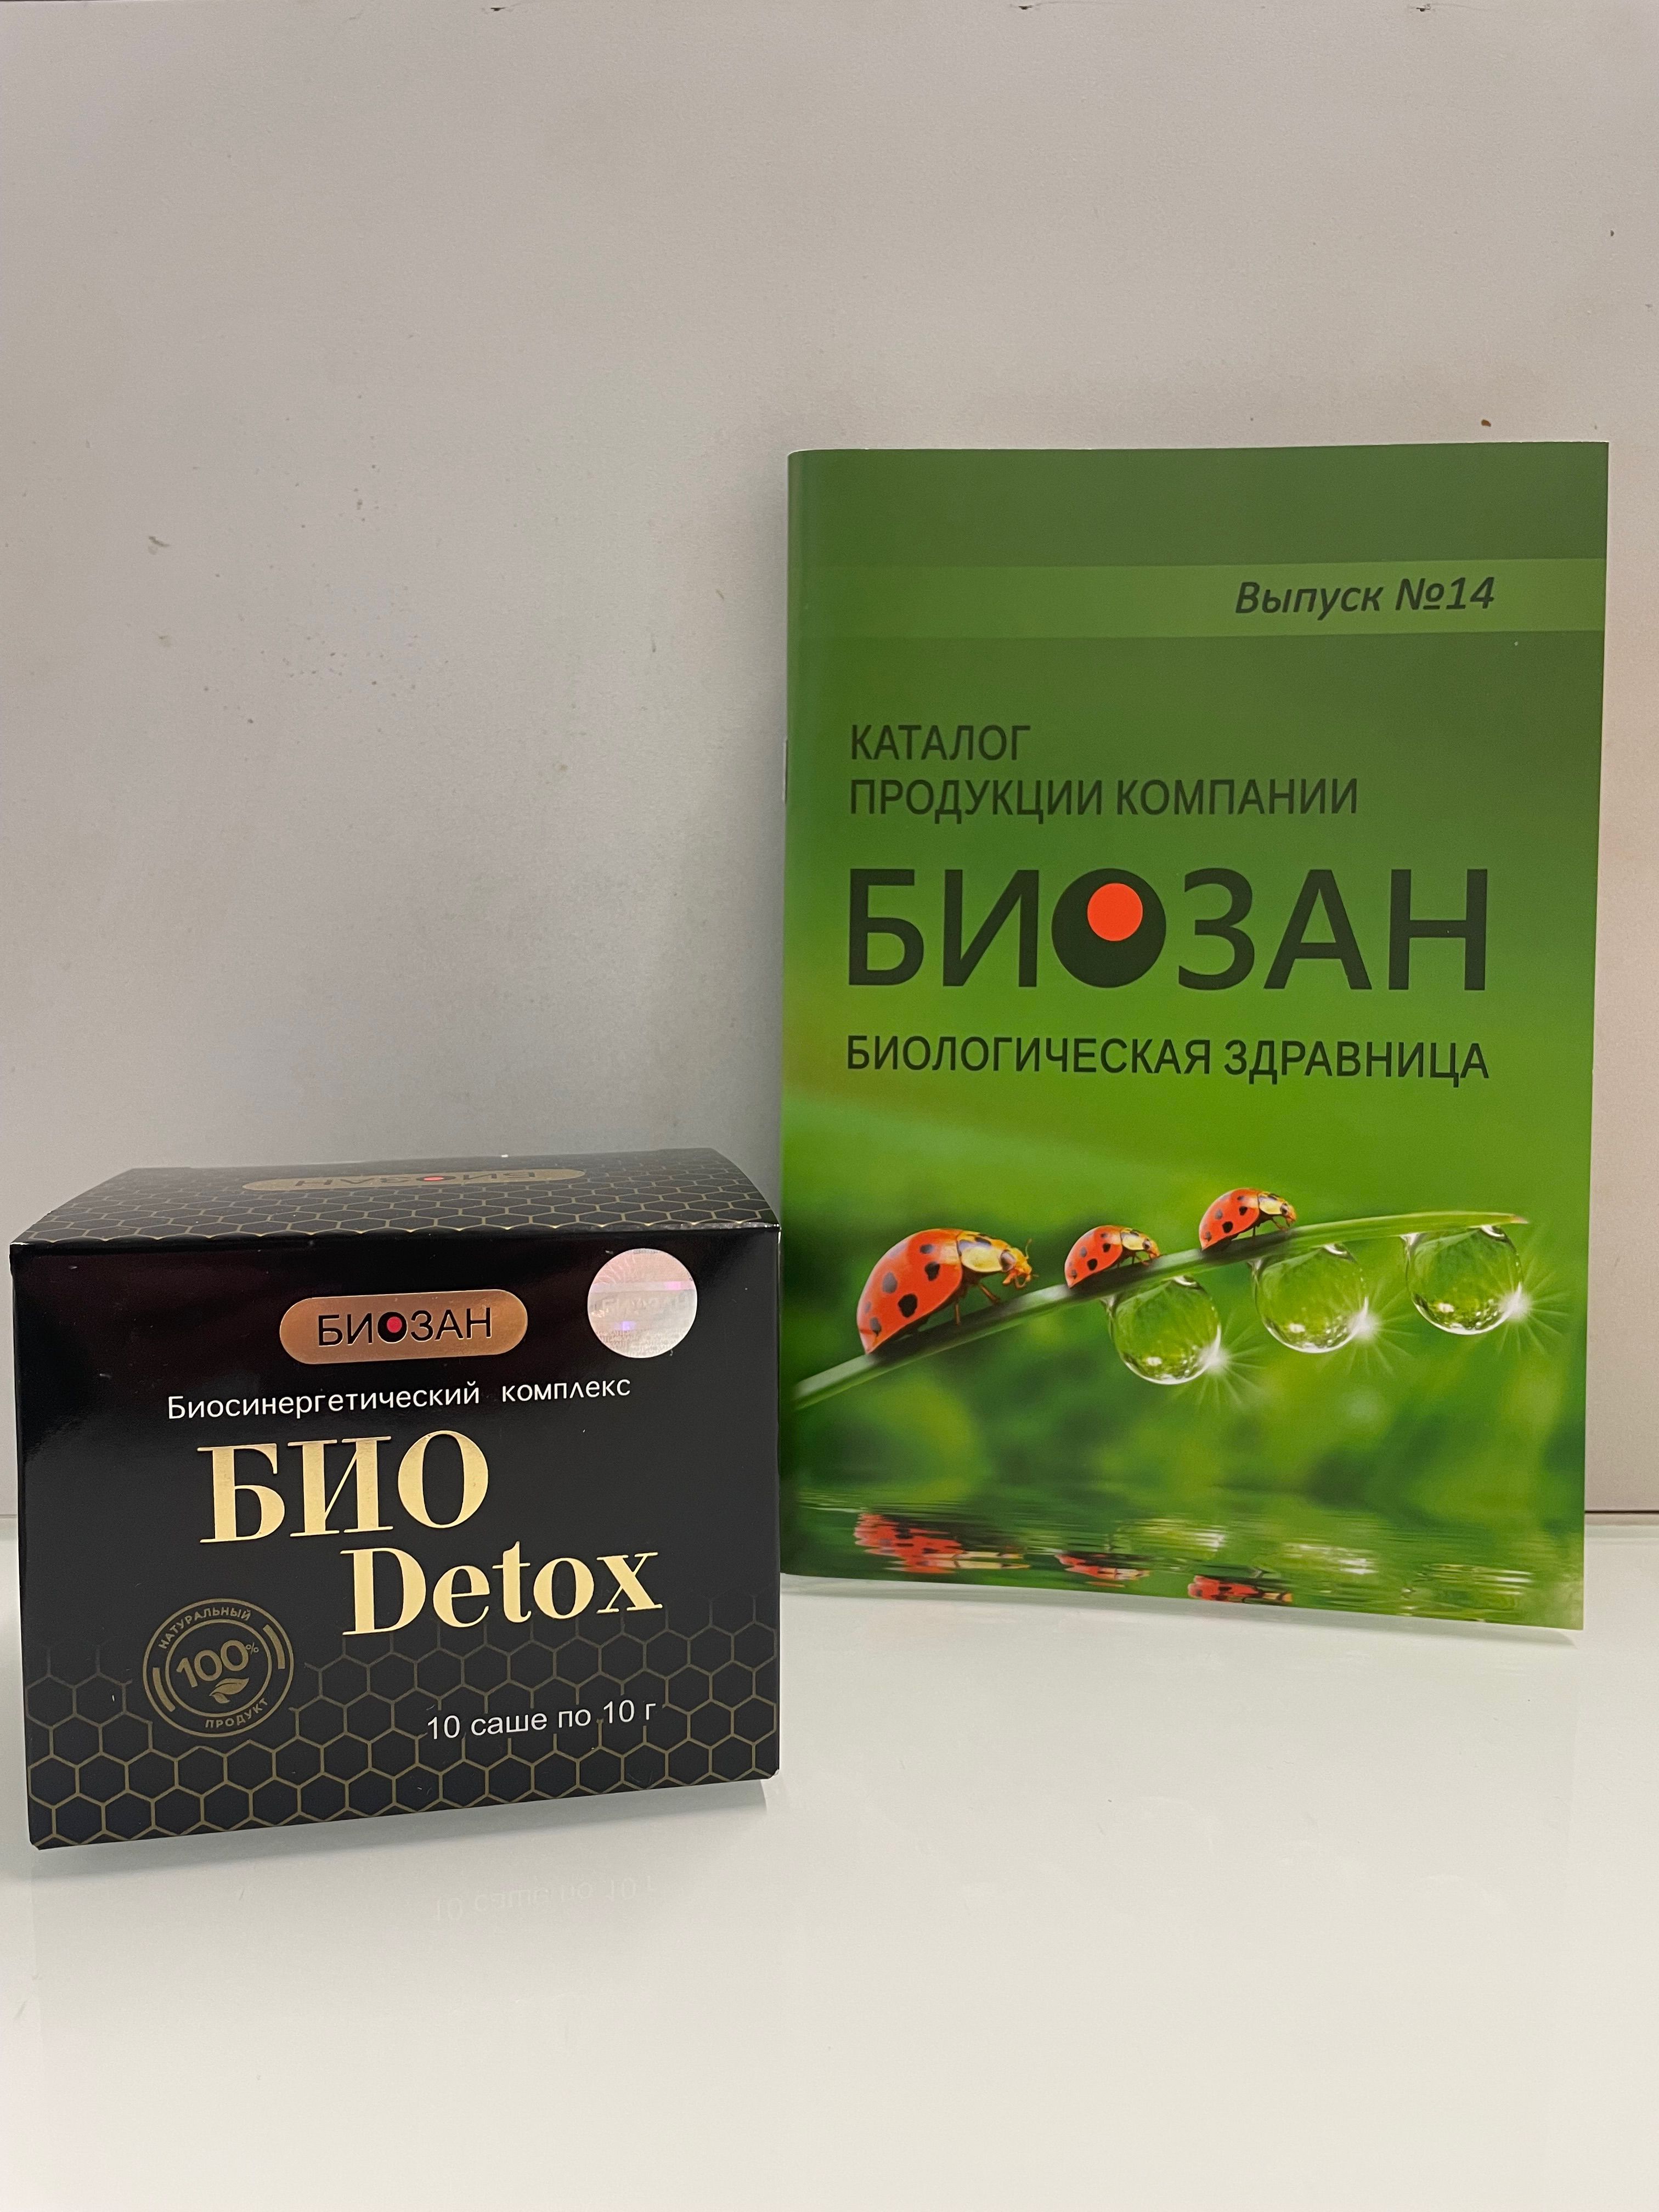 Выпуск №14
КАТАЛОГ
ПРОДУКЦИИ КОМПАНИИ
БИОЗАН
БИОЛОГИЧЕСКАЯ ЗДРАВНИЦА
БИОЗАН
БИОЗАН
Биосинергетический комплекс
БИО
Detox
НАТУРАЛЬНЫЙ
100%
ПРОДУКТ
10 саше по 10 г